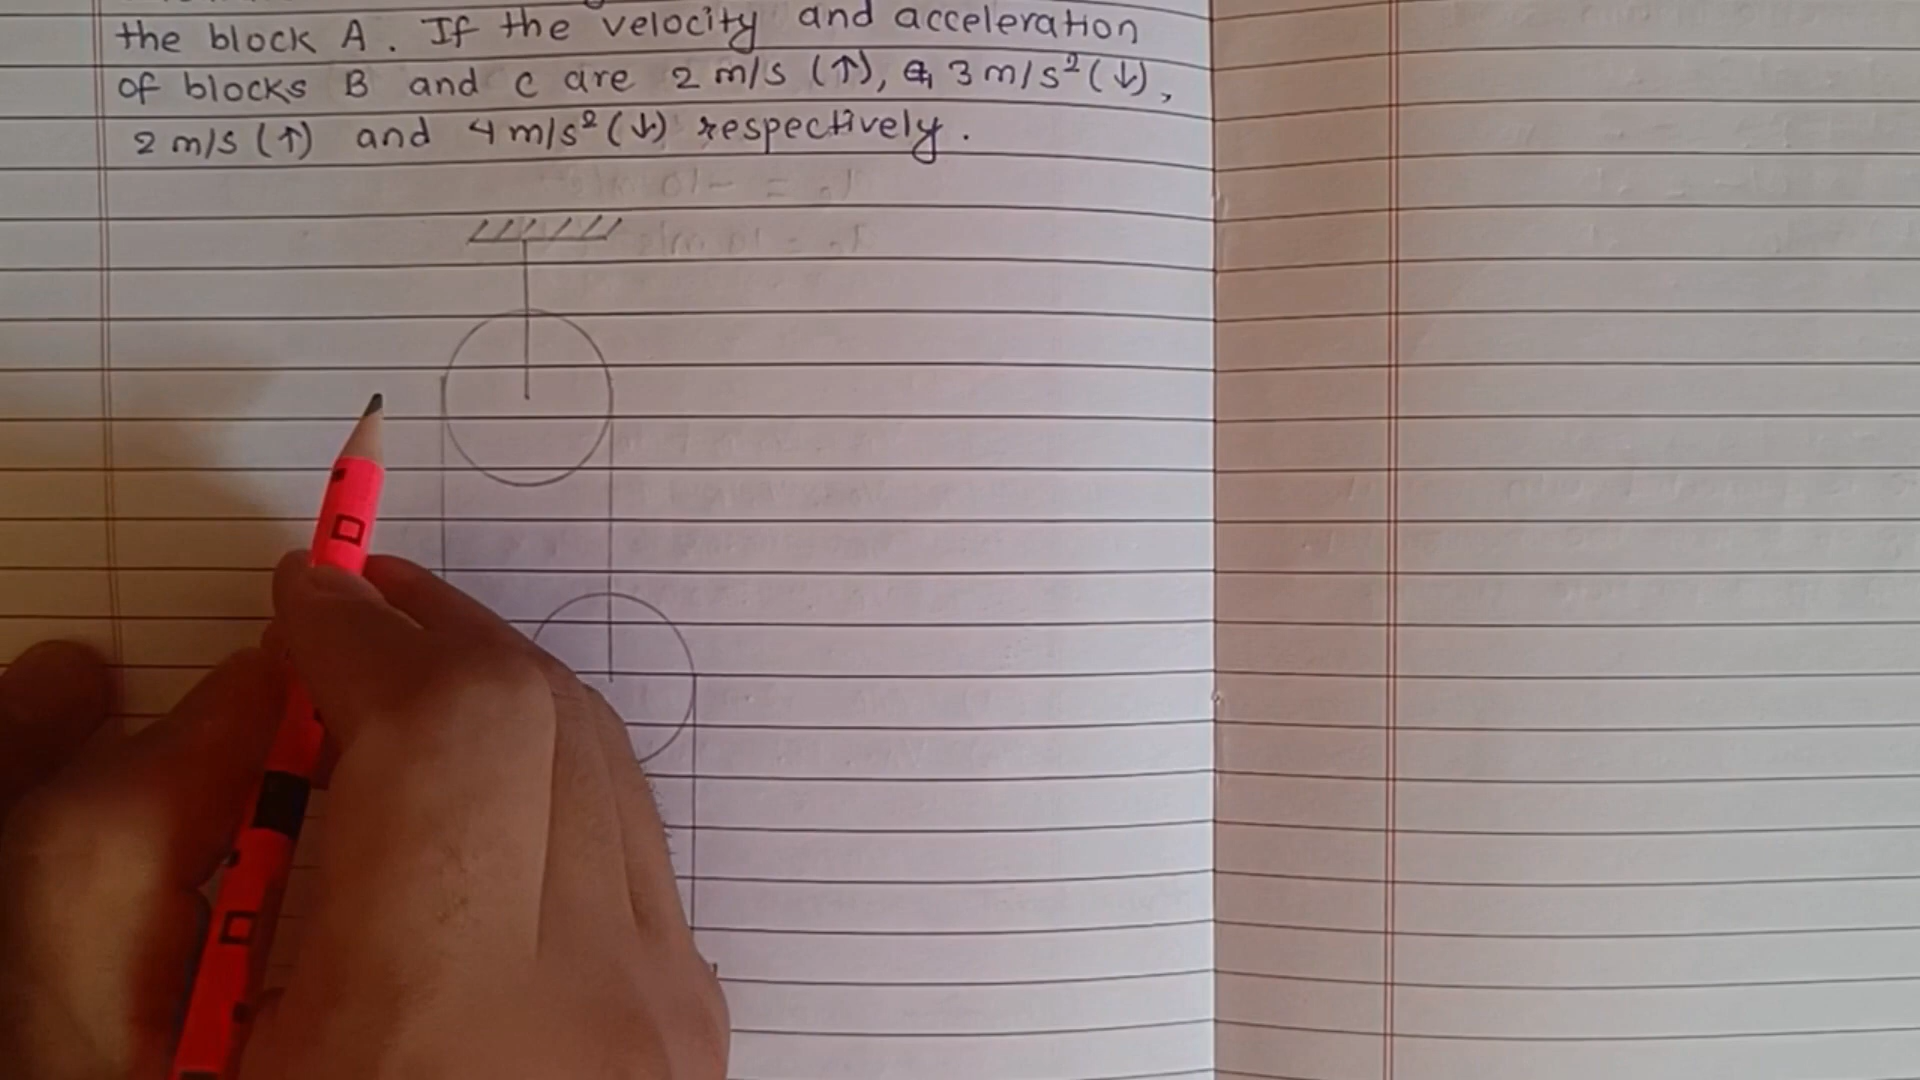 the block A. If the velocity and acceleration
of blocks B and C are 2 m/s (↑), 3 m/s² (↓),
2 m/s (↑) and 4 m/s² (↓) respectively.